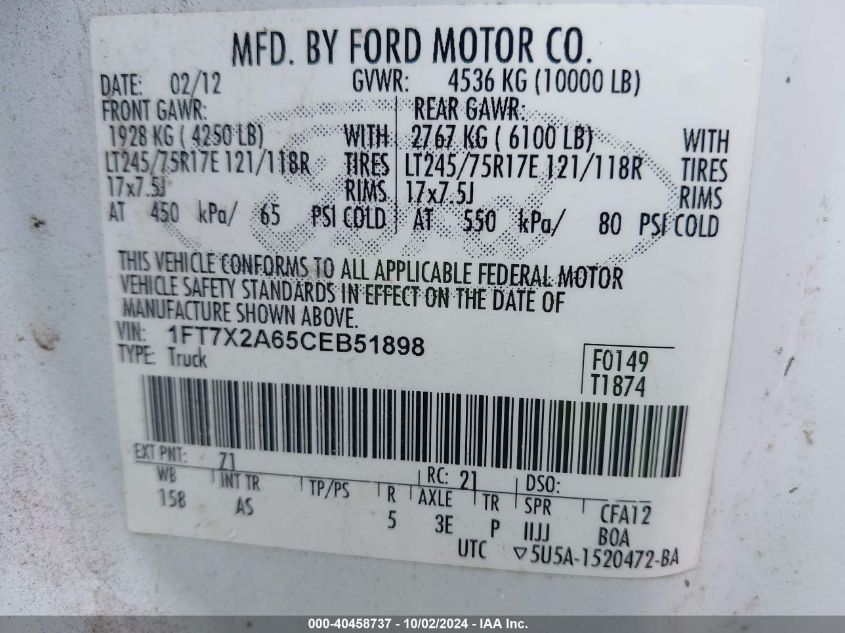 MFD. BY FORD MOTOR CO.
DATE: 02/12 GVWR: 4536 KG (10000 LB)
FRONT GAWR: REAR GAWR:
1928 KG ( 4250 LB) WITH 2767 KG ( 6100 LB) WITH
LT245/75R17E 121/118R TIRES LT245/75R17E 121/118R TIRES
17x7.5J RIMS 17x7.5J RIMS
AT 450 kPa/ 65 PSI COLD AT 550 kPa/ 80 PSI COLD
THIS VEHICLE CONFORMS TO ALL APPLICABLE FEDERAL MOTOR
VEHICLE SAFETY STANDARDS IN EFFECT ON THE DATE OF
MANUFACTURE SHOWN ABOVE.
VIN: 1FT7X2A65CEB51898
TYPE: Truck F0149
T1874
EXT PNT: 71 RC: 21 DSO:
WB INT TR TP/PS R AXLE TR SPR CFA12
158 AS 5 3E P IIJJ BOA
UTC ▽5U5A-1520472-BA
000-40458737 - 10/02/2024 - IAA Inc.